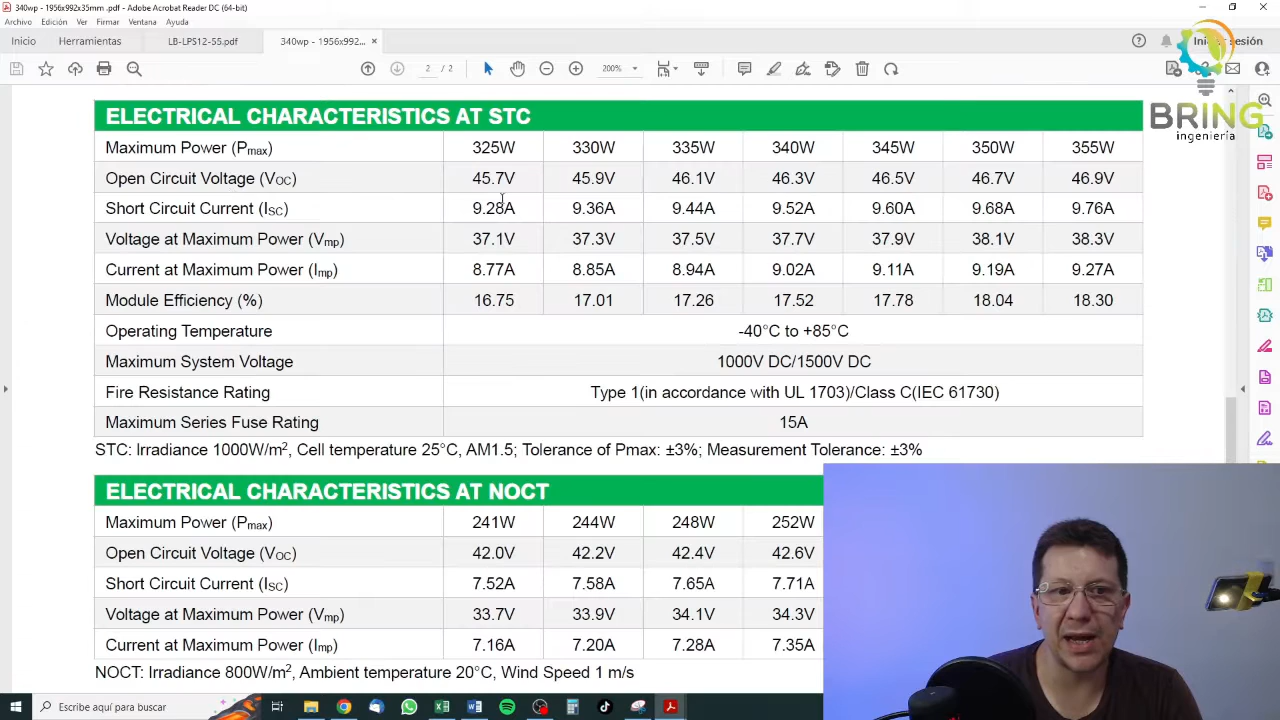 340wp - 1956x992x35mm .pdf - Adobe Acrobat Reader DC (64-bit)
Archivo Edición Ver Firmar Ventana Ayuda
Inicio Herramientas LB-LPS12-55.pdf 340wp - 1956x992... ×
2 / 2 200%
BRING
ingeniería
ELECTRICAL CHARACTERISTICS AT STC
Maximum Power (Pmax) 325W 330W 335W 340W 345W 350W 355W
Open Circuit Voltage (VOC) 45.7V 45.9V 46.1V 46.3V 46.5V 46.7V 46.9V
Short Circuit Current (ISC) 9.28A 9.36A 9.44A 9.52A 9.60A 9.68A 9.76A
Voltage at Maximum Power (Vmp) 37.1V 37.3V 37.5V 37.7V 37.9V 38.1V 38.3V
Current at Maximum Power (Imp) 8.77A 8.85A 8.94A 9.02A 9.11A 9.19A 9.27A
Module Efficiency (%) 16.75 17.01 17.26 17.52 17.78 18.04 18.30
Operating Temperature -40°C to +85°C
Maximum System Voltage 1000V DC/1500V DC
Fire Resistance Rating Type 1(in accordance with UL 1703)/Class C(IEC 61730)
Maximum Series Fuse Rating 15A
STC: lrradiance 1000W/m², Cell temperature 25°C, AM1.5; Tolerance of Pmax: ±3%; Measurement Tolerance: ±3%
ELECTRICAL CHARACTERISTICS AT NOCT
Maximum Power (Pmax) 241W 244W 248W 252W
Open Circuit Voltage (VOC) 42.0V 42.2V 42.4V 42.6V
Short Circuit Current (ISC) 7.52A 7.58A 7.65A 7.71A
Voltage at Maximum Power (Vmp) 33.7V 33.9V 34.1V 34.3V
Current at Maximum Power (Imp) 7.16A 7.20A 7.28A 7.35A
NOCT: Irradiance 800W/m², Ambient temperature 20°C, Wind Speed 1 m/s
Escribe aquí para buscar